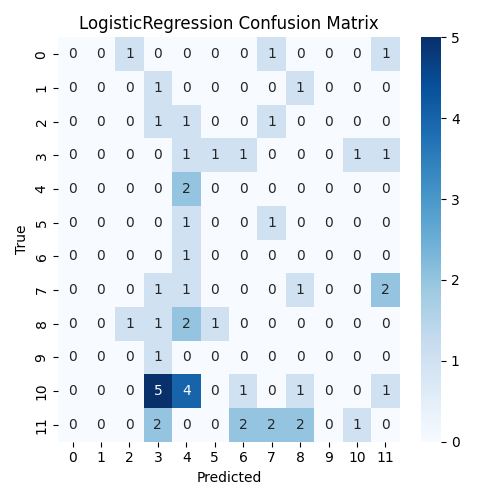 LogisticRegression Confusion Matrix
0 0 0 1 0 0 0 0 1 0 0 0 1
1 0 0 0 1 0 0 0 0 1 0 0 0
2 0 0 0 1 1 0 0 1 0 0 0 0
3 0 0 0 0 1 1 1 0 0 0 1 1
4 0 0 0 0 2 0 0 0 0 0 0 0
5 0 0 0 0 1 0 0 1 0 0 0 0
6 0 0 0 0 1 0 0 0 0 0 0 0
7 0 0 0 1 1 0 0 0 1 0 0 2
8 0 0 1 1 2 1 0 0 0 0 0 0
9 0 0 0 1 0 0 0 0 0 0 0 0
10 0 0 0 5 4 0 1 0 1 0 0 1
11 0 0 0 2 0 0 2 2 2 0 1 0
0 1 2 3 4 5 6 7 8 9 10 11
Predicted
True
5
4
3
2
1
0